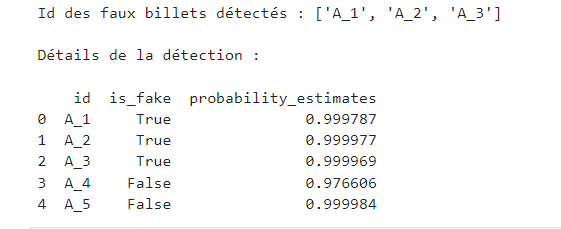 Id des faux billets détectés : ['A_1', 'A_2', 'A_3']
Détails de la détection :
id is_fake probability_estimates
0 A_1 True 0.999787
1 A_2 True 0.999977
2 A_3 True 0.999969
3 A_4 False 0.976606
4 A_5 False 0.999984